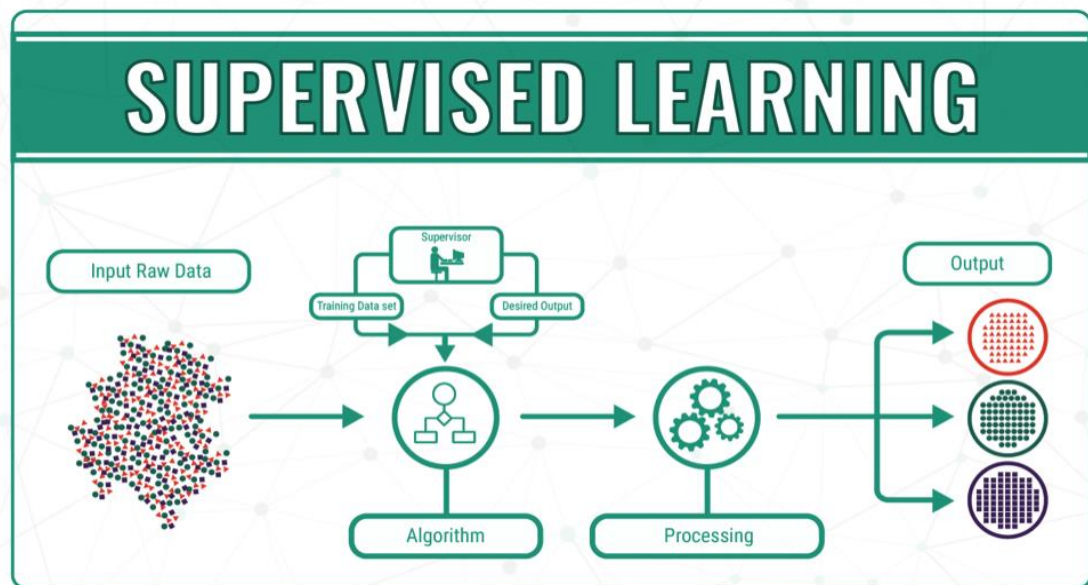 SUPERVISED LEARNING
Supervisor
Input Raw Data
Output
Training Data set
Desired Output
Algorithm
Processing